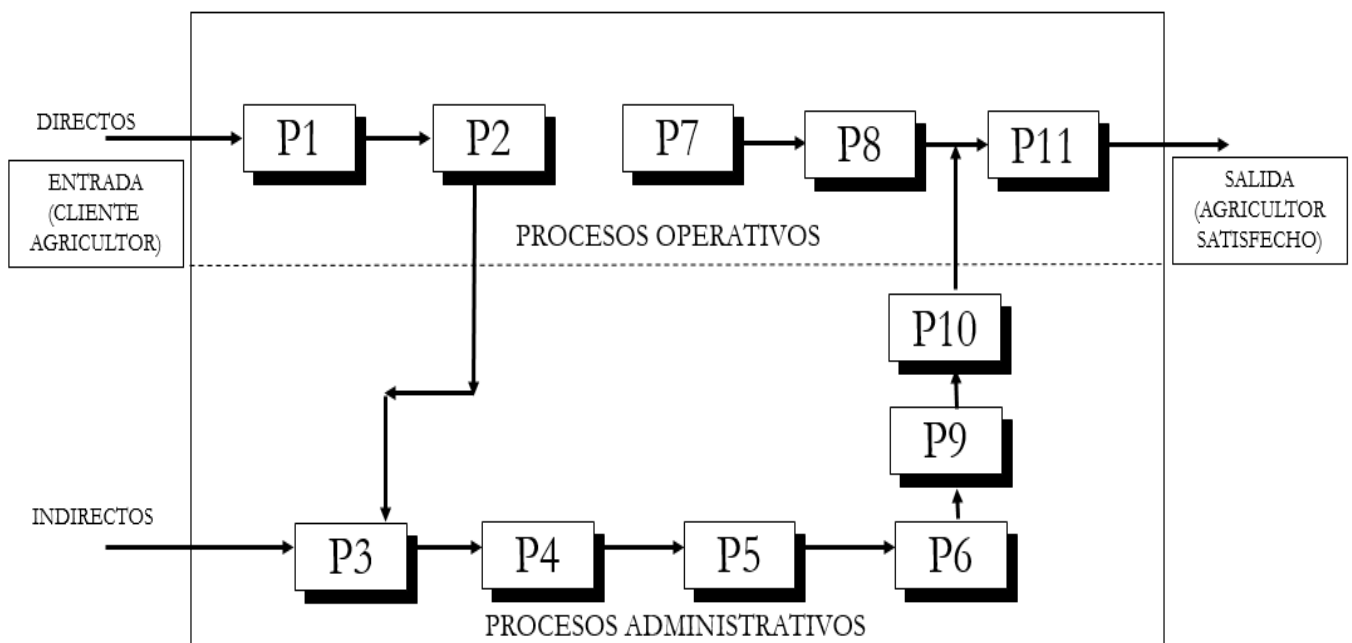 DIRECTOS
P1
P2
P7
P8
P11
ENTRADA
(CLIENTE
AGRICULTOR)
SALIDA
(AGRICULTOR
SATISFECHO)
PROCESOS OPERATIVOS
P10
P9
INDIRECTOS
P3
P4
P5
P6
PROCESOS ADMINISTRATIVOS